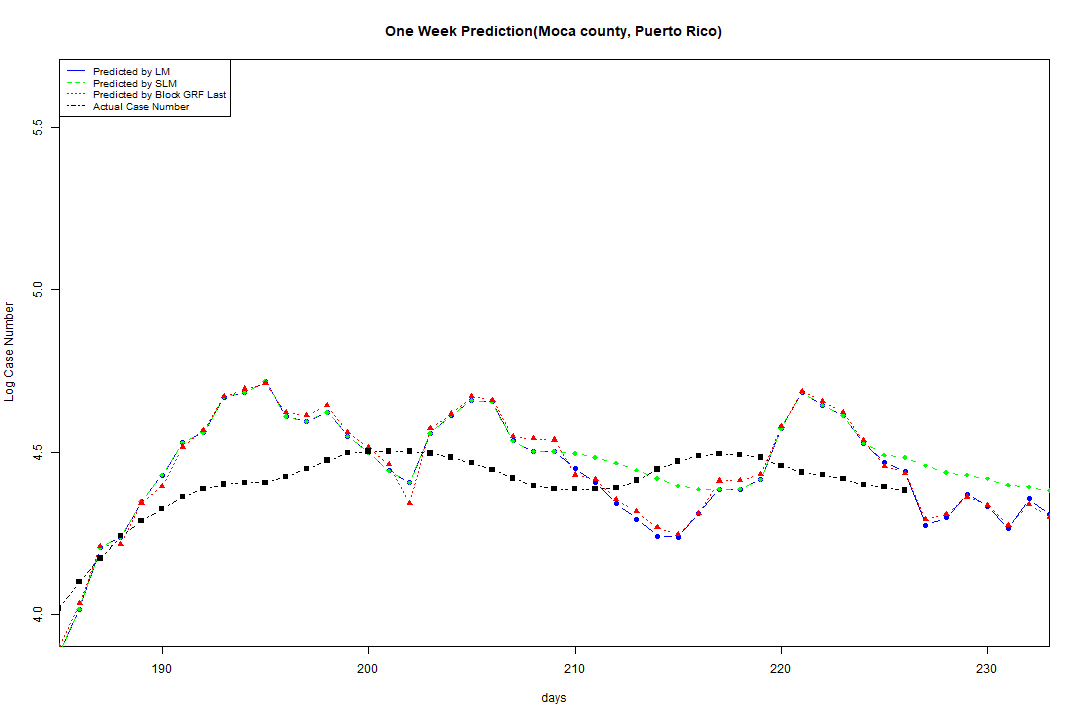 One Week Prediction(Moca county, Puerto Rico)
Predicted by LM
Predicted by SLM
Predicted by Block GRF Last
Actual Case Number
5.5
5.0
4.5
4.0
Log Case Number
190 200 210 220 230
days